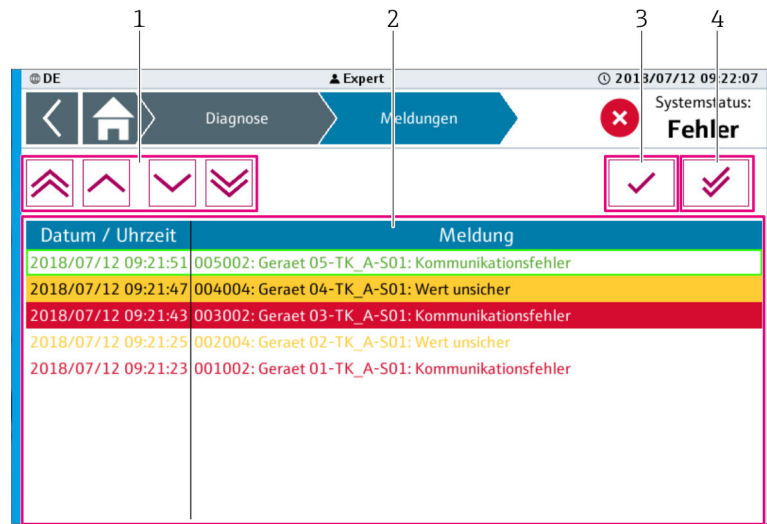 1 2 3 4
DE Expert 2018/07/12 09:22:07
Diagnose Meldungen Systemstatus:
Fehler
Datum / Uhrzeit Meldung
2018/07/12 09:21:51 005002: Geraet 05-TK_A-S01: Kommunikationsfehler
2018/07/12 09:21:47 004004: Geraet 04-TK_A-S01: Wert unsicher
2018/07/12 09:21:43 003002: Geraet 03-TK_A-S01: Kommunikationsfehler
2018/07/12 09:21:25 002004: Geraet 02-TK_A-S01: Wert unsicher
2018/07/12 09:21:23 001002: Geraet 01-TK_A-S01: Kommunikationsfehler